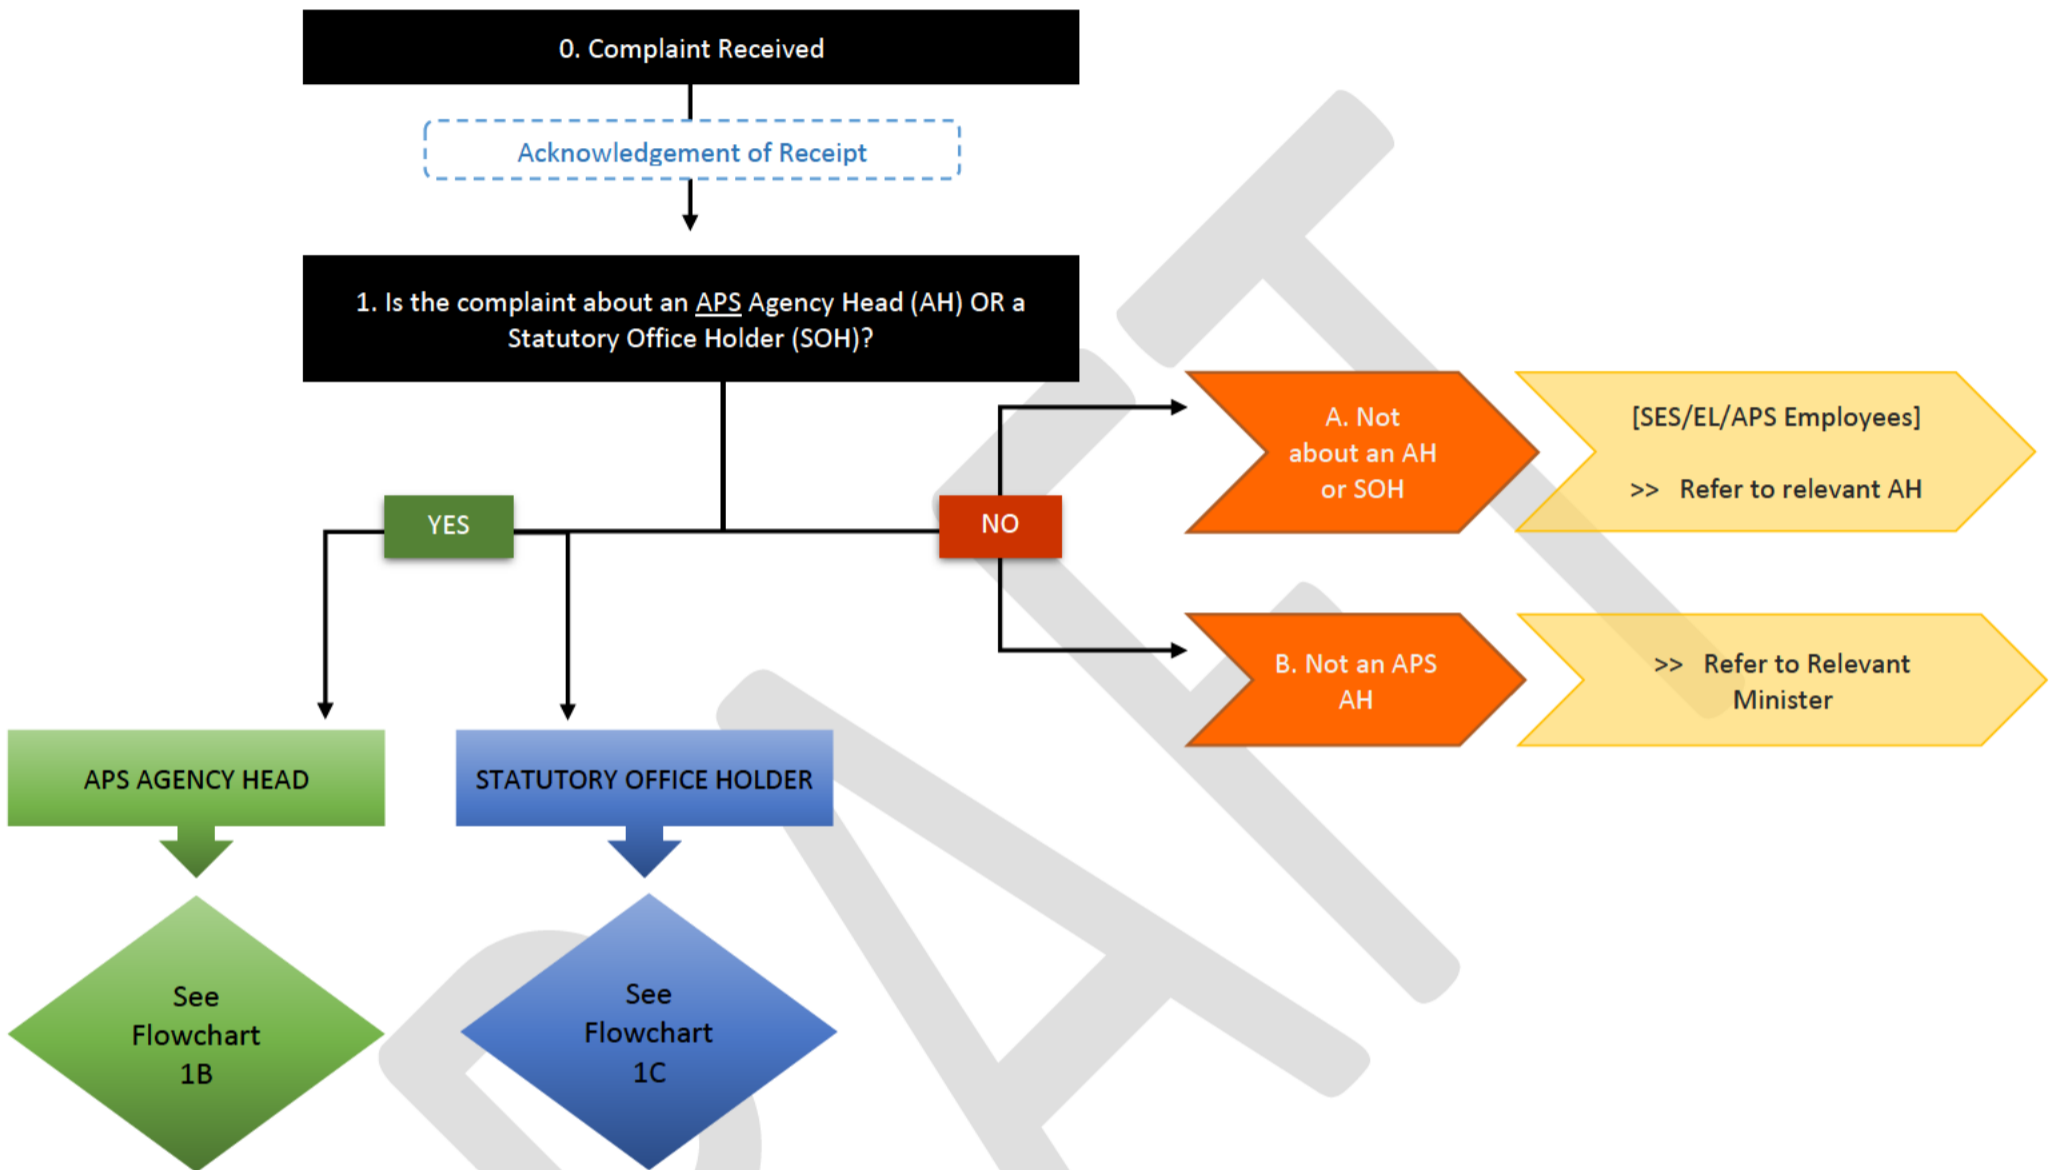 0. Complaint Received
Acknowledgement of Receipt
1. Is the complaint about an APS Agency Head (AH) OR a
Statutory Office Holder (SOH)?
YES
NO
A. Not
about an AH
or SOH
[SES/EL/APS Employees]
>> Refer to relevant AH
B. Not an APS
AH
>> Refer to Relevant
Minister
APS AGENCY HEAD
STATUTORY OFFICE HOLDER
See
Flowchart
1B
See
Flowchart
1C
DRAFT